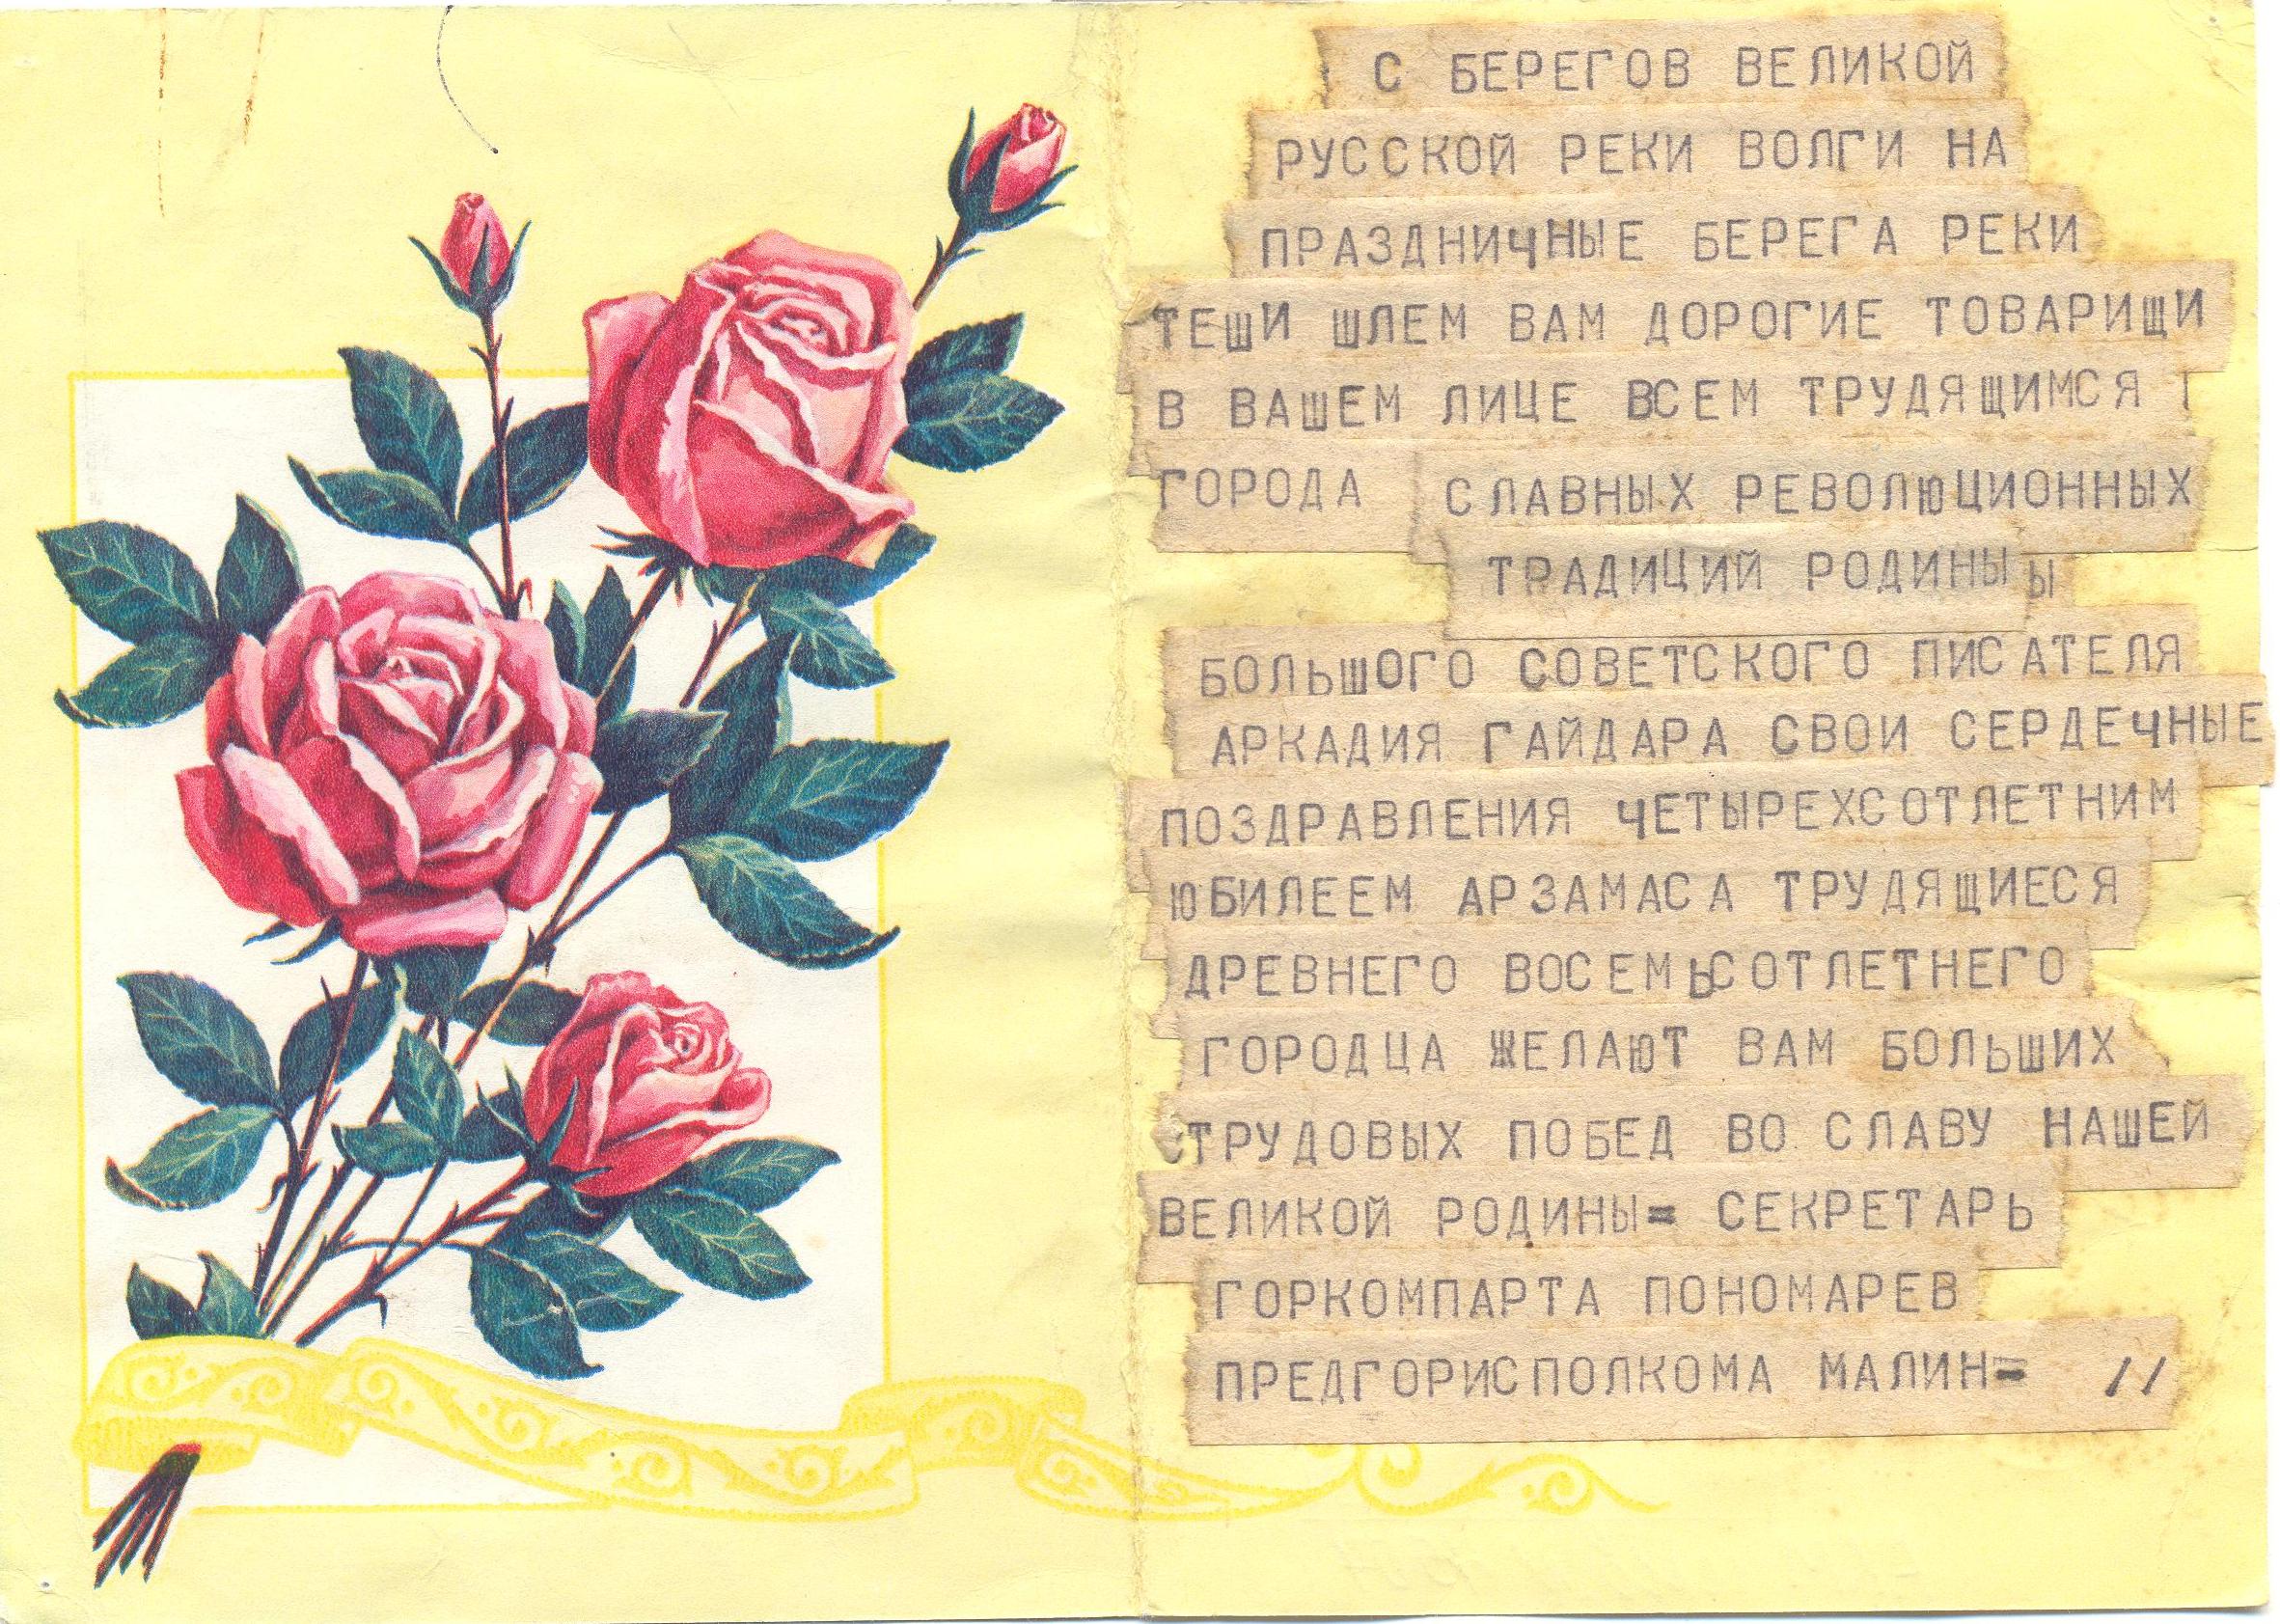 С БЕРЕГОВ ВЕЛИКОЙ
РУССКОЙ РЕКИ ВОЛГИ НА
ПРАЗДНИЧНЫЕ БЕРЕГА РЕКИ
ТЕШИ ШЛЕМ ВАМ ДОРОГИЕ ТОВАРИЩИ
В ВАШЕМ ЛИЦЕ ВСЕМ ТРУДЯЩИМСЯ
ГОРОДА СЛАВНЫХ РЕВОЛЮЦИОННЫХ
ТРАДИЦИЙ РОДИНЫ Ы
БОЛЬШОГО СОВЕТСКОГО ПИСАТЕЛЯ
АРКАДИЯ ГАЙДАРА СВОИ СЕРДЕЧНЫЕ
ПОЗДРАВЛЕНИЯ ЧЕТЫРЕХСОТЛЕТНИМ
ЮБИЛЕЕМ АРЗАМАСА ТРУДЯЩИЕСЯ
ДРЕВНЕГО ВОСЕМЬСОТЛЕТНЕГО
ГОРОДЦА ЖЕЛАЮТ ВАМ БОЛЬШИХ
ТРУДОВЫХ ПОБЕД ВО СЛАВУ НАШЕЙ
ВЕЛИКОЙ РОДИНЫ= СЕКРЕТАРЬ
ГОРКОМПАРТА ПОНОМАРЕВ
ПРЕДГОРИСПОЛКОМА МАЛИН= //